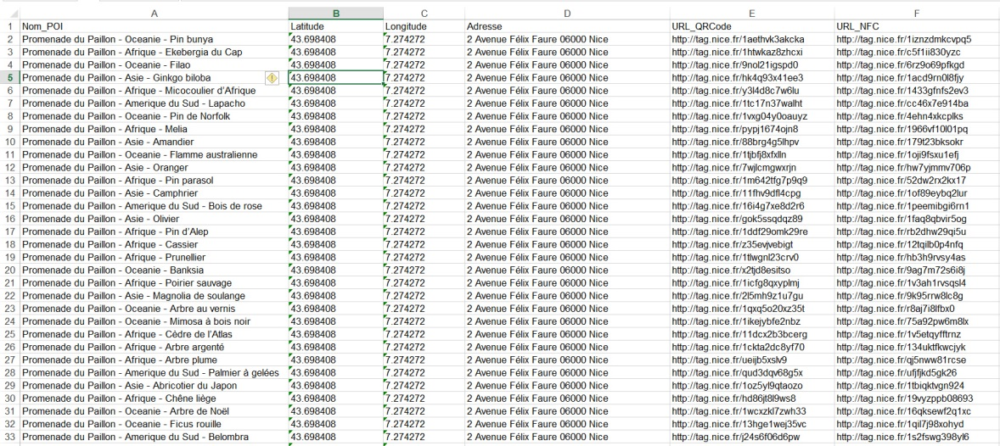 A B C D E F
1 Nom_POI Latitude Longitude Adresse URL_QRCode URL_NFC
2 Promenade du Paillon - Oceanie - Pin bunya 43.698408 7.274272 2 Avenue Félix Faure 06000 Nice http://tag.nice.fr/1aethvk3akcka http://tag.nice.fr/1iznzdmkcvpq5
3 Promenade du Paillon - Afrique - Ekebergia du Cap 43.698408 7.274272 2 Avenue Félix Faure 06000 Nice http://tag.nice.fr/1htwkaz8zhcxi http://tag.nice.fr/c5f1ii830yzc
4 Promenade du Paillon - Oceanie - Filao 43.698408 7.274272 2 Avenue Félix Faure 06000 Nice http://tag.nice.fr/9nol21igspd0 http://tag.nice.fr/6rz9o69pfkgd
5 Promenade du Paillon - Asie - Ginkgo biloba 43.698408 7.274272 2 Avenue Félix Faure 06000 Nice http://tag.nice.fr/hk4q93x41ee3 http://tag.nice.fr/1acd9rn0l8fjy
6 Promenade du Paillon - Afrique - Micocoulier d'Afrique 43.698408 7.274272 2 Avenue Félix Faure 06000 Nice http://tag.nice.fr/y3l4d8c7w6lu http://tag.nice.fr/1433gfnfs2ev3
7 Promenade du Paillon - Amerique du Sud - Lapacho 43.698408 7.274272 2 Avenue Félix Faure 06000 Nice http://tag.nice.fr/1tc17n37walht http://tag.nice.fr/cc46x7e914ba
8 Promenade du Paillon - Oceanie - Pin de Norfolk 43.698408 7.274272 2 Avenue Félix Faure 06000 Nice http://tag.nice.fr/1vxg04y0oauyz http://tag.nice.fr/4ehn4xkcplks
9 Promenade du Paillon - Afrique - Melia 43.698408 7.274272 2 Avenue Félix Faure 06000 Nice http://tag.nice.fr/pypj1674ojn8 http://tag.nice.fr/1966vf10l01pq
10 Promenade du Paillon - Asie - Amandier 43.698408 7.274272 2 Avenue Félix Faure 06000 Nice http://tag.nice.fr/88brg4g5lhpv http://tag.nice.fr/179t23bksokr
11 Promenade du Paillon - Oceanie - Flamme australienne 43.698408 7.274272 2 Avenue Félix Faure 06000 Nice http://tag.nice.fr/1tjbfj8xfxlln http://tag.nice.fr/1oji9fsxu1efj
12 Promenade du Paillon - Asie - Oranger 43.698408 7.274272 2 Avenue Félix Faure 06000 Nice http://tag.nice.fr/7wjlcmgwxrjn http://tag.nice.fr/hw7yjmmv706p
13 Promenade du Paillon - Afrique - Pin parasol 43.698408 7.274272 2 Avenue Félix Faure 06000 Nice http://tag.nice.fr/1m642tfg7p9q9 http://tag.nice.fr/52dw2rx2kx17
14 Promenade du Paillon - Asie - Camphrier 43.698408 7.274272 2 Avenue Félix Faure 06000 Nice http://tag.nice.fr/11fhv9dfl4cpg http://tag.nice.fr/1of89eybq2lur
15 Promenade du Paillon - Amerique du Sud - Bois de rose 43.698408 7.274272 2 Avenue Félix Faure 06000 Nice http://tag.nice.fr/16i4g7xe8d2r6 http://tag.nice.fr/1peemibgi6rn1
16 Promenade du Paillon - Asie - Olivier 43.698408 7.274272 2 Avenue Félix Faure 06000 Nice http://tag.nice.fr/gok5ssqdqz89 http://tag.nice.fr/1faq8qbvir5og
17 Promenade du Paillon - Afrique - Pin d'Alep 43.698408 7.274272 2 Avenue Félix Faure 06000 Nice http://tag.nice.fr/1ddf29omk29re http://tag.nice.fr/rb2dhw29qi5u
18 Promenade du Paillon - Afrique - Cassier 43.698408 7.274272 2 Avenue Félix Faure 06000 Nice http://tag.nice.fr/z35evjvebigt http://tag.nice.fr/12tqilb0p4nfq
19 Promenade du Paillon - Afrique - Prunellier 43.698408 7.274272 2 Avenue Félix Faure 06000 Nice http://tag.nice.fr/1tlwgnl23crv0 http://tag.nice.fr/hb3h9rvsy4as
20 Promenade du Paillon - Oceanie - Banksia 43.698408 7.274272 2 Avenue Félix Faure 06000 Nice http://tag.nice.fr/x2tjd8esitso http://tag.nice.fr/9ag7m72s6i8j
21 Promenade du Paillon - Afrique - Poirier sauvage 43.698408 7.274272 2 Avenue Félix Faure 06000 Nice http://tag.nice.fr/1icfg8qxyplmj http://tag.nice.fr/1v3ah1rvsqsl4
22 Promenade du Paillon - Asie - Magnolia de soulange 43.698408 7.274272 2 Avenue Félix Faure 06000 Nice http://tag.nice.fr/2l5mh9z1u7gu http://tag.nice.fr/9k95rrw8lc8g
23 Promenade du Paillon - Oceanie - Arbre au vernis 43.698408 7.274272 2 Avenue Félix Faure 06000 Nice http://tag.nice.fr/1qxq5o20xz35t http://tag.nice.fr/r8aj7i8lfbx0
24 Promenade du Paillon - Oceanie - Mimosa à bois noir 43.698408 7.274272 2 Avenue Félix Faure 06000 Nice http://tag.nice.fr/1ikejybfe2nbz http://tag.nice.fr/75a92pw6m8lx
25 Promenade du Paillon - Afrique - Cèdre de l'Atlas 43.698408 7.274272 2 Avenue Félix Faure 06000 Nice http://tag.nice.fr/11dcx2b3bcerg http://tag.nice.fr/1v5etqyfftrnz
26 Promenade du Paillon - Afrique - Arbre argenté 43.698408 7.274272 2 Avenue Félix Faure 06000 Nice http://tag.nice.fr/1ckta2dc8yf70 http://tag.nice.fr/134uktfkwcjyk
27 Promenade du Paillon - Afrique - Arbre plume 43.698408 7.274272 2 Avenue Félix Faure 06000 Nice http://tag.nice.fr/ueijb5xslv9 http://tag.nice.fr/qj5nww81rcse
28 Promenade du Paillon - Amerique du Sud - Palmier à gelées 43.698408 7.274272 2 Avenue Félix Faure 06000 Nice http://tag.nice.fr/qud3dqv68g5x http://tag.nice.fr/ufjfjkd5gk26
29 Promenade du Paillon - Asie - Abricotier du Japon 43.698408 7.274272 2 Avenue Félix Faure 06000 Nice http://tag.nice.fr/1oz5yl9qtaozo http://tag.nice.fr/1tbiqktvgn924
30 Promenade du Paillon - Afrique - Chêne liège 43.698408 7.274272 2 Avenue Félix Faure 06000 Nice http://tag.nice.fr/hd86jt8l9ws8 http://tag.nice.fr/19vyzppb08693
31 Promenade du Paillon - Oceanie - Arbre de Noël 43.698408 7.274272 2 Avenue Félix Faure 06000 Nice http://tag.nice.fr/1wcxzkl7zwh33 http://tag.nice.fr/16qksewf2q1xc
32 Promenade du Paillon - Oceanie - Ficus rouille 43.698408 7.274272 2 Avenue Félix Faure 06000 Nice http://tag.nice.fr/13hge1wej35vc http://tag.nice.fr/1qil7j98xohyd
33 Promenade du Paillon - Amerique du Sud - Belombra 43.698408 7.274272 2 Avenue Félix Faure 06000 Nice http://tag.nice.fr/j24s6f06d6pw http://tag.nice.fr/1s2fswg398yl6